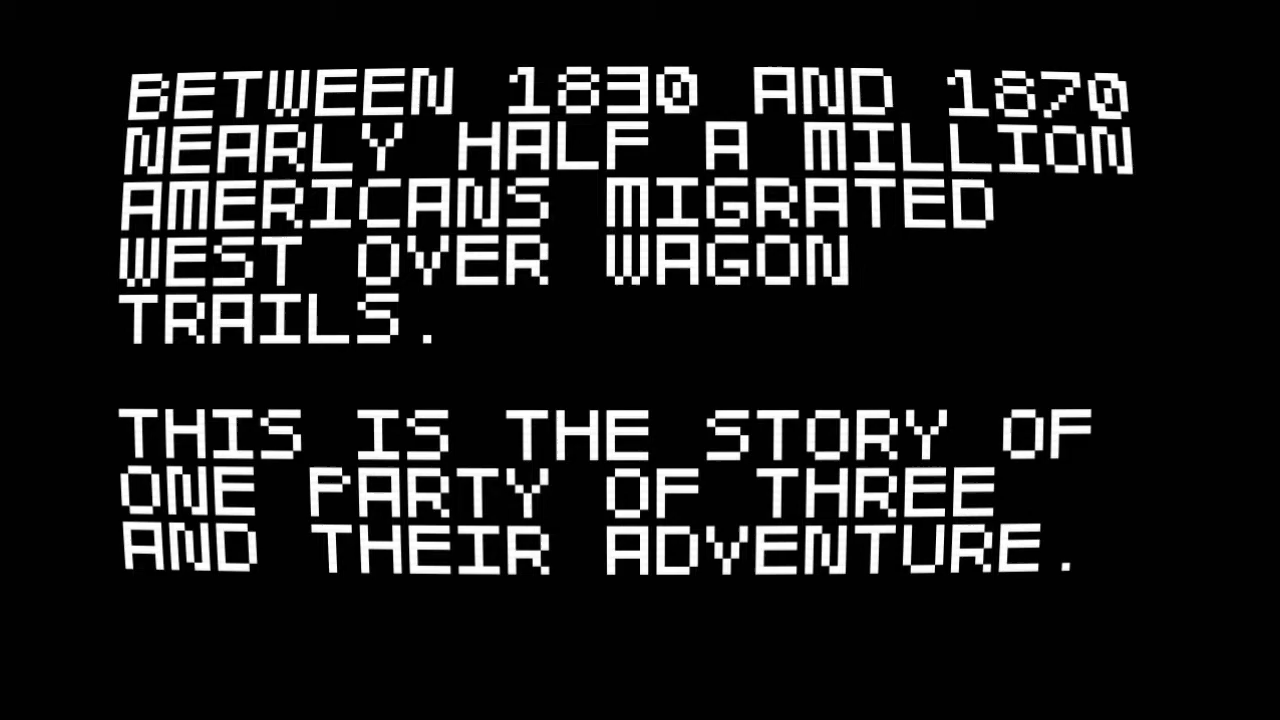 BETWEEN 1830 AND 1870
NEARLY HALF A MILLION
AMERICANS MIGRATED
WEST OVER WAGON
TRAILS.
THIS IS THE STORY OF
ONE PARTY OF THREE
AND THEIR ADVENTURE.